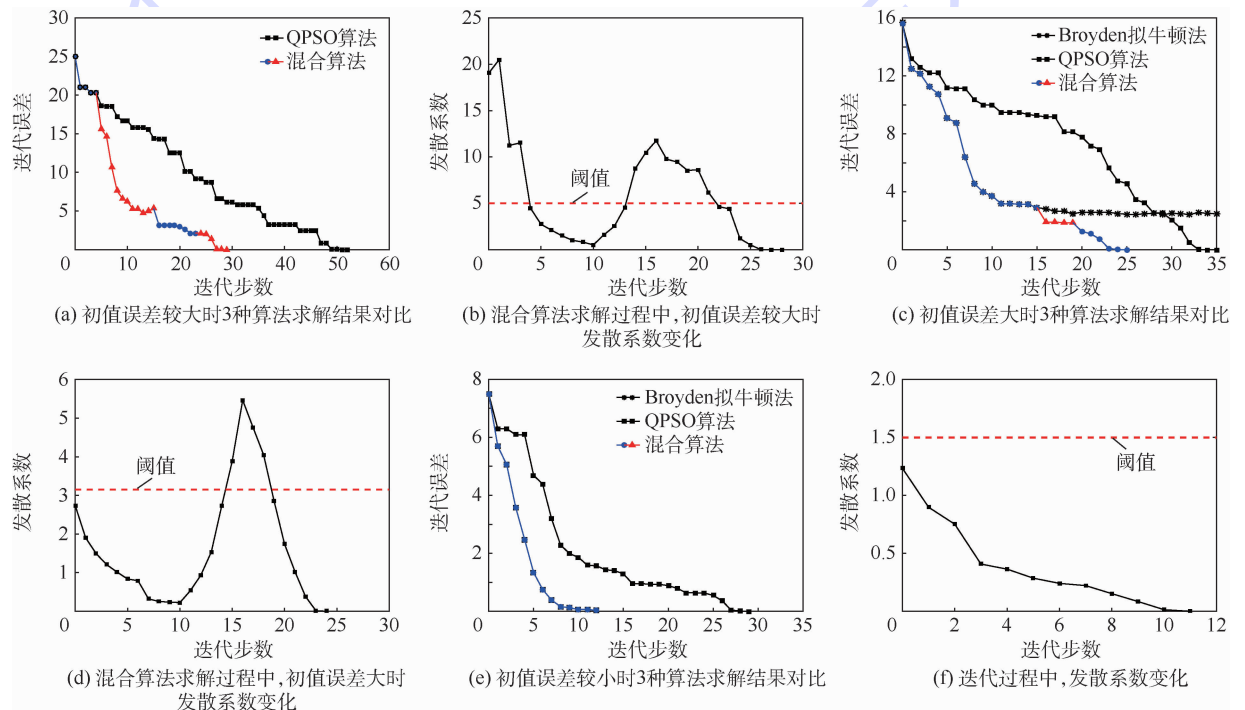 30
25
20
15
10
5
0
10
20
30
40
50
60
迭代误差
迭代步数
QPSO算法
混合算法
(a) 初值误差较大时3种算法求解结果对比
25
20
15
10
5
0
5
10
15
20
25
30
发散系数
阈值
迭代步数
(b) 混合算法求解过程中,初值误差较大时
发散系数变化
16
12
8
4
0
5
10
15
20
25
30
35
迭代误差
迭代步数
Broyden拟牛顿法
QPSO算法
混合算法
(c) 初值误差大时3种算法求解结果对比
6
5
4
3
2
1
0
5
10
15
20
25
30
发散系数
阈值
迭代步数
(d) 混合算法求解过程中,初值误差大时
发散系数变化
8
6
4
2
0
5
10
15
20
25
30
35
迭代误差
迭代步数
Broyden拟牛顿法
QPSO算法
混合算法
(e) 初值误差较小时3种算法求解结果对比
2.0
1.5
1.0
0.5
0
2
4
6
8
10
12
发散系数
阈值
迭代步数
(f) 迭代过程中,发散系数变化